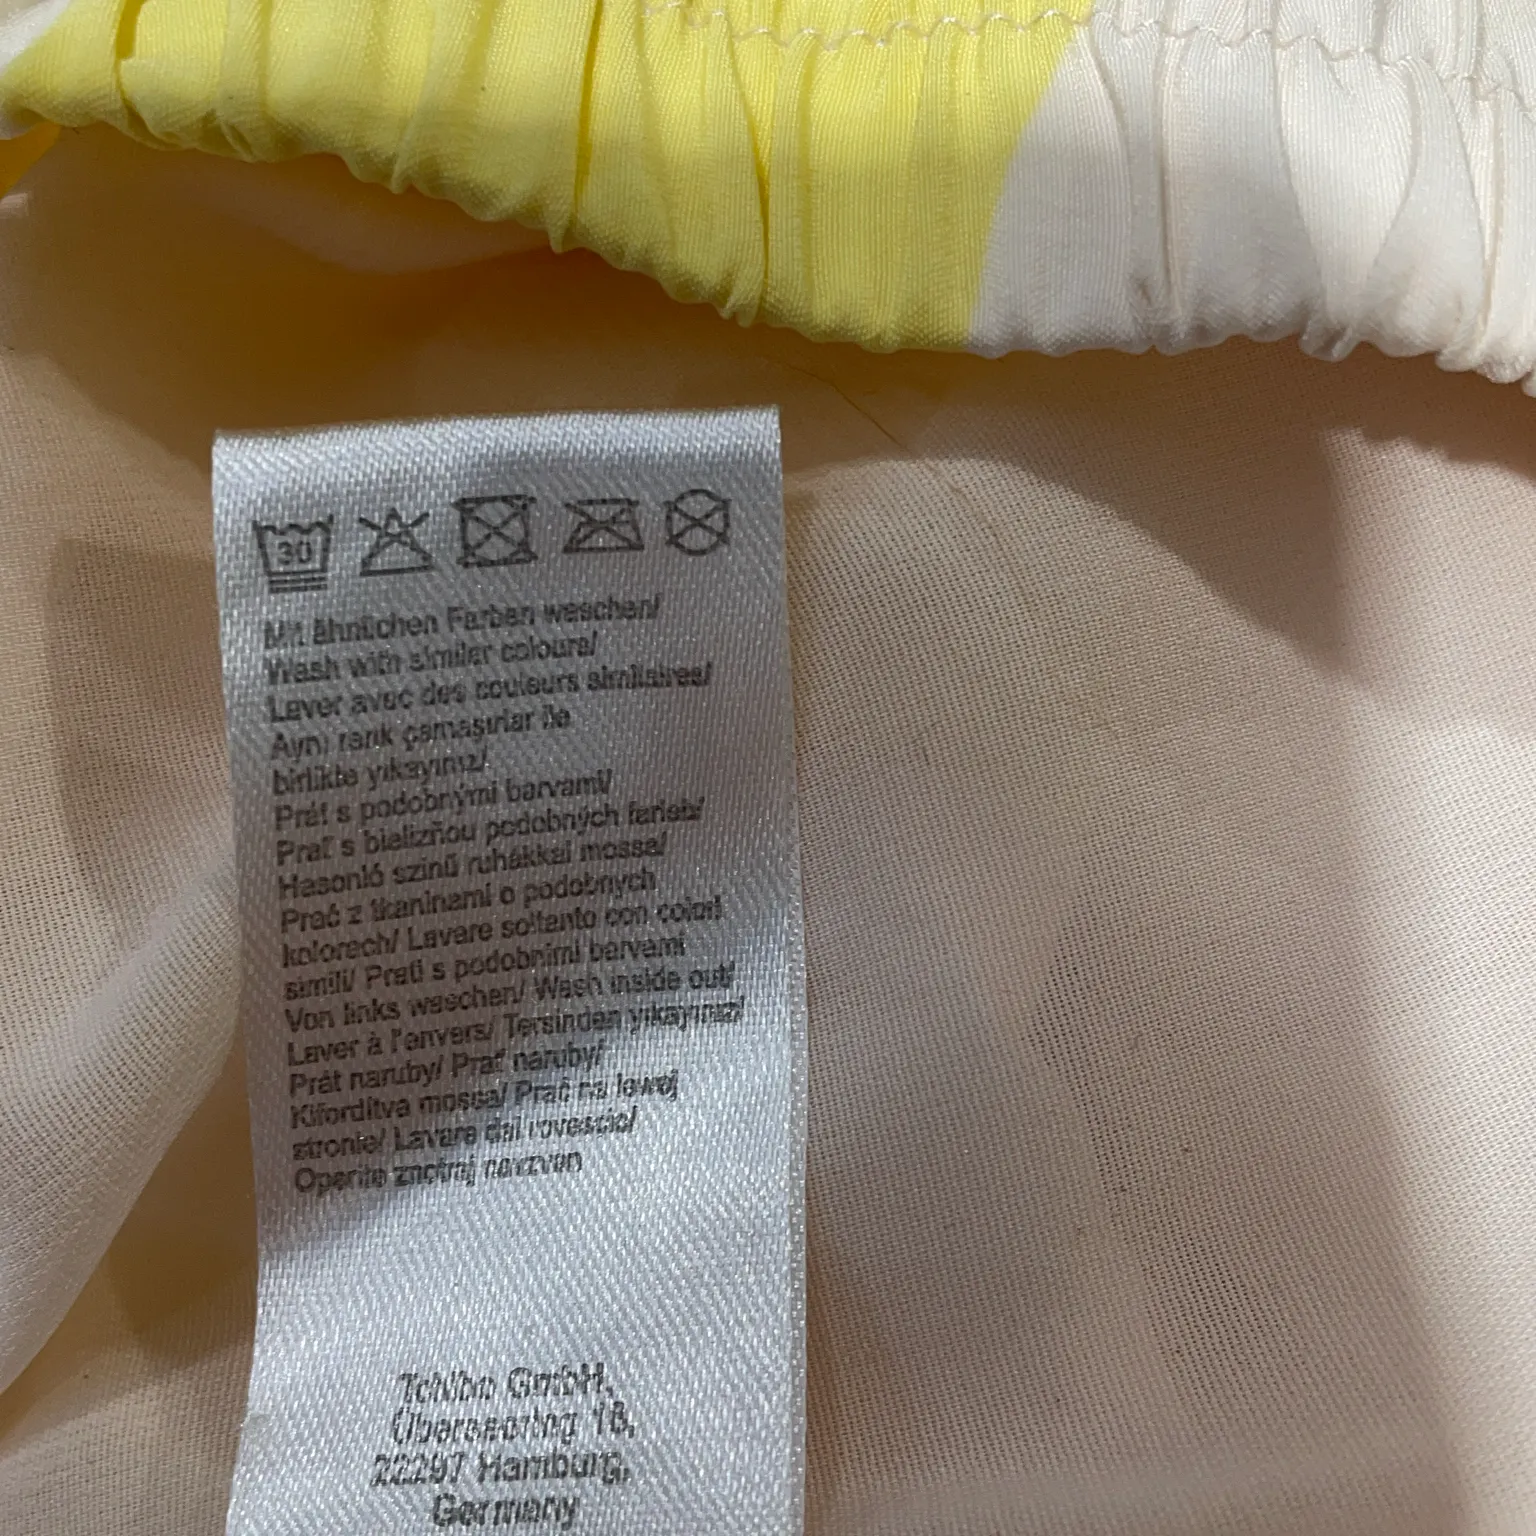 30
Mit ähnlichen Farben waschen/
Wash with similar colours/
Laver avec des couleurs similaires/
Aynı renk çamaşırlar ile
birlikte yıkayınız/
Prát s podobnými barvami/
Prať s bielizňou podobných farieb/
Hasonló színű ruhákkal mossa/
Prać z tkaninami o podobnych
kolorech/ Lavare soltanto con colori
simili/ Prati s podobnimi barvami
Von links waschen/ Wash inside out/
Laver à l'envers/ Tersinden yıkayınız/
Prát naruby/ Prať naruby/
Kifordítva mossa/ Prać na lewej
stronie/ Lavare dal rovescio/
Operite znotraj navzven
Tchibo GmbH,
Überseering 18,
22297 Hamburg,
Germany